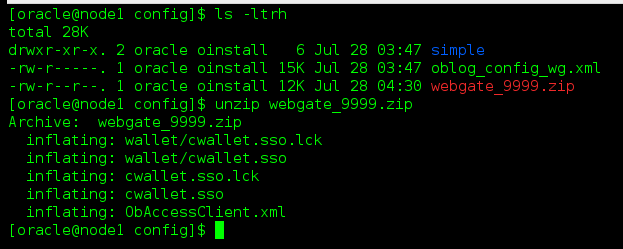 [oracle@node1 config]$ ls -ltrh
total 28K
drwxr-xr-x. 2 oracle oinstall   6 Jul 28 03:47 simple
-rw-r-----. 1 oracle oinstall 15K Jul 28 03:47 oblog_config_wg.xml
-rw-r--r--. 1 oracle oinstall 12K Jul 28 04:30 webgate_9999.zip
[oracle@node1 config]$ unzip webgate_9999.zip
Archive:  webgate_9999.zip
  inflating: wallet/cwallet.sso.lck
  inflating: wallet/cwallet.sso
  inflating: cwallet.sso.lck
  inflating: cwallet.sso
  inflating: ObAccessClient.xml
[oracle@node1 config]$